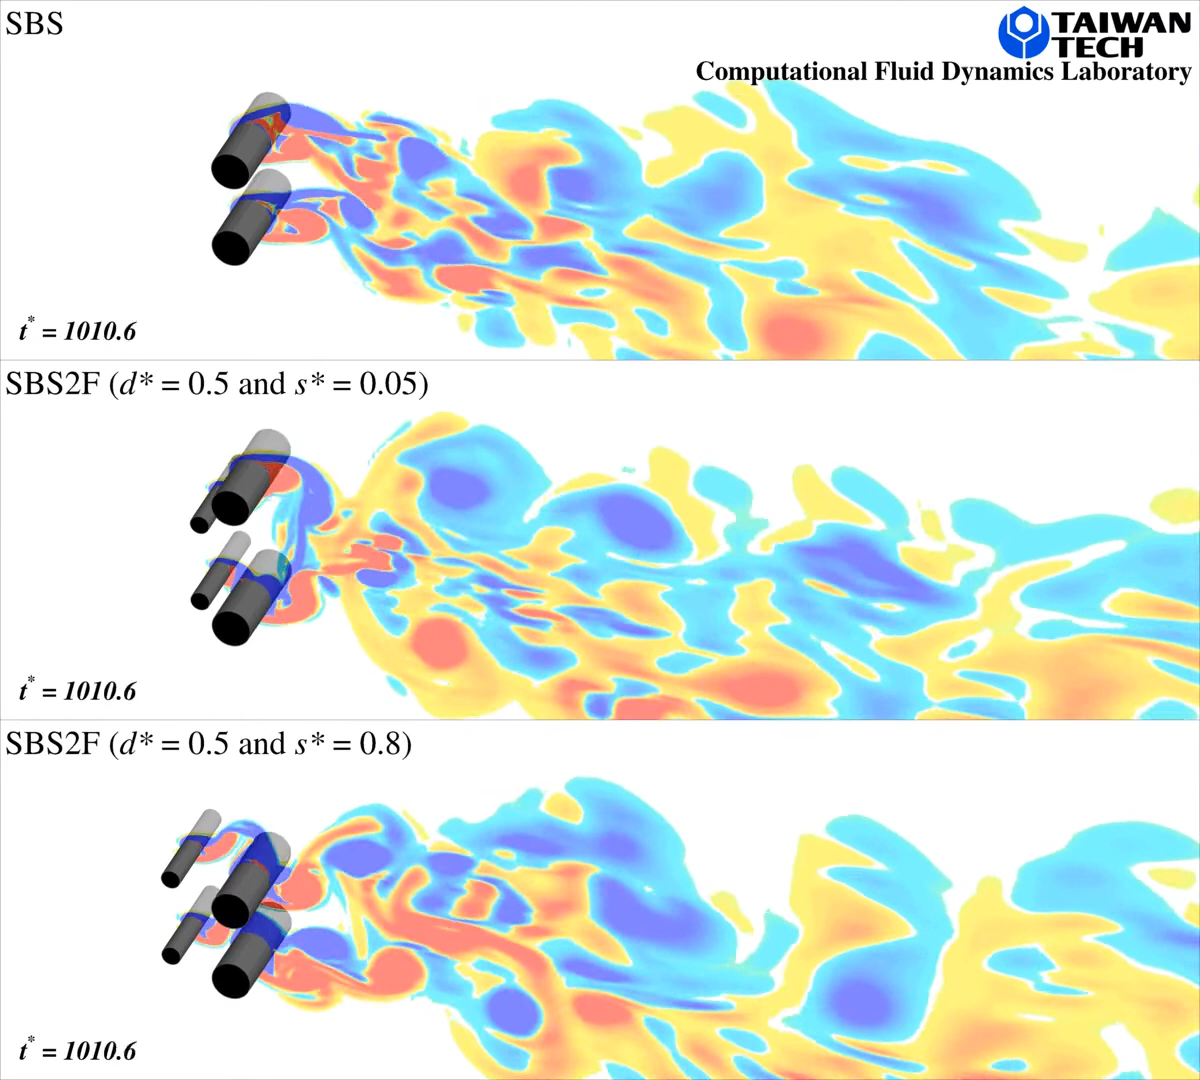 SBS
TAIWAN
TECH
Computational Fluid Dynamics Laboratory
t* = 1010.6
SBS2F (d* = 0.5 and s* = 0.05)
t* = 1010.6
SBS2F (d* = 0.5 and s* = 0.8)
t* = 1010.6